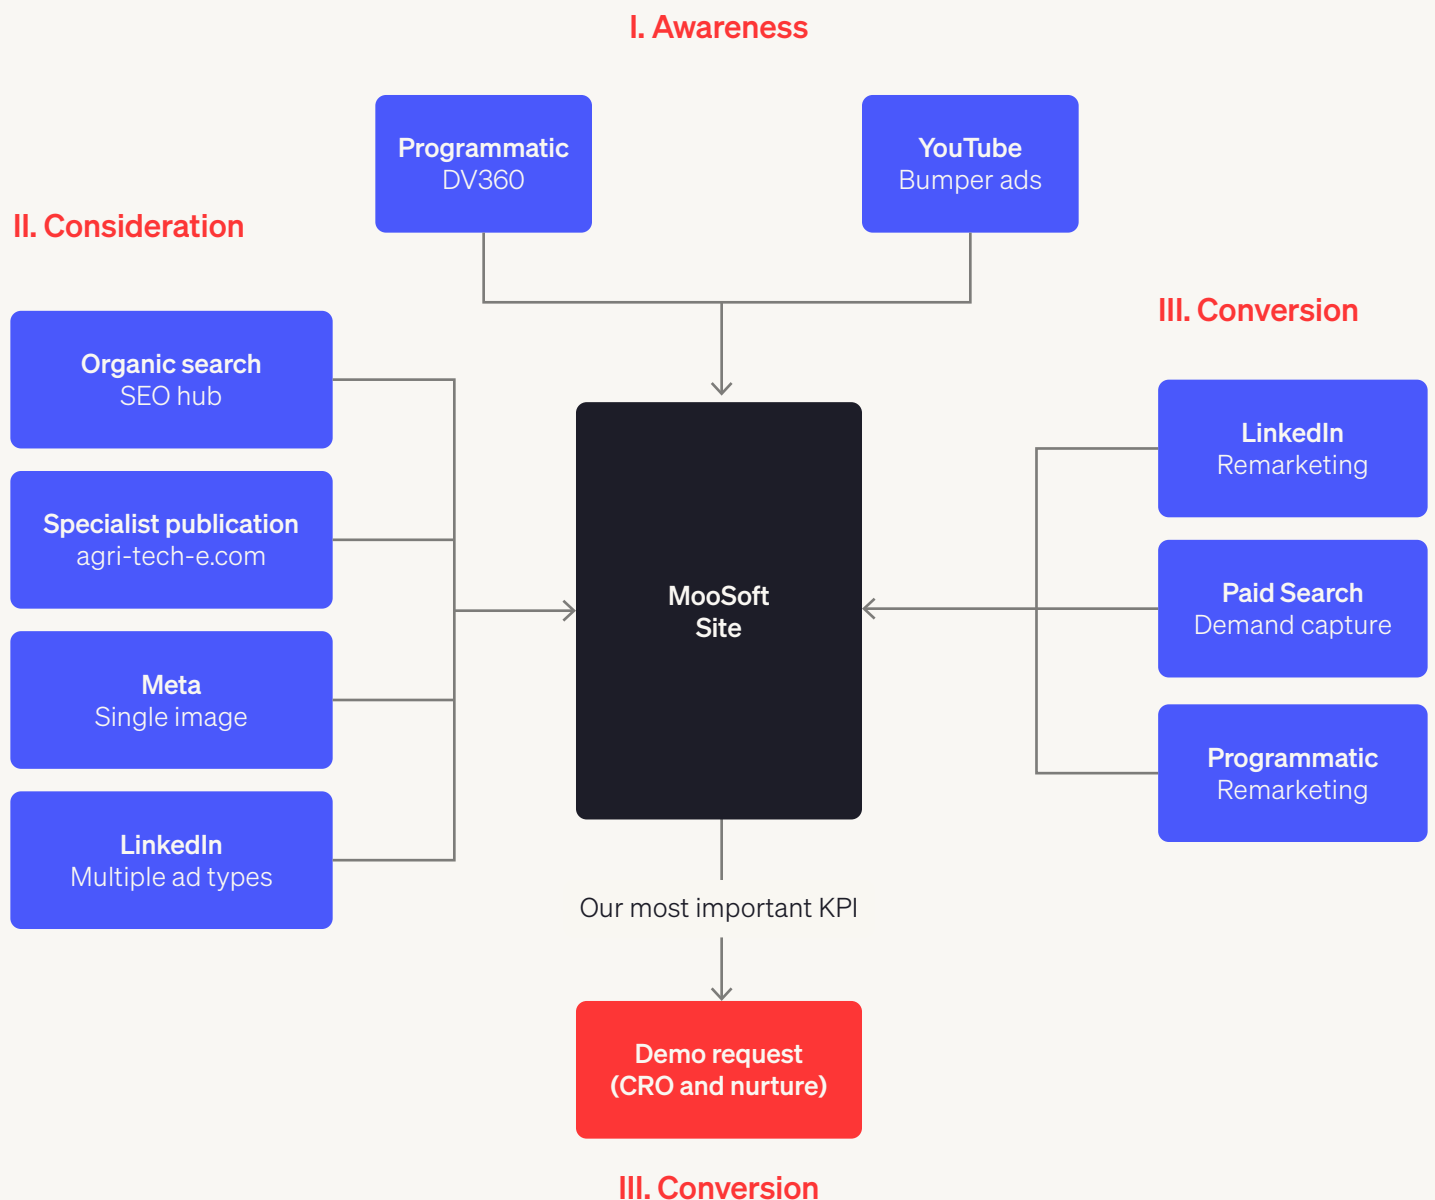 I. Awareness
Programmatic
DV360
YouTube
Bumper ads
II. Consideration
Organic search
SEO hub
Specialist publication
agri-tech-e.com
Meta
Single image
LinkedIn
Multiple ad types
MooSoft
Site
III. Conversion
LinkedIn
Remarketing
Paid Search
Demand capture
Programmatic
Remarketing
Our most important KPI
Demo request
(CRO and nurture)
III. Conversion